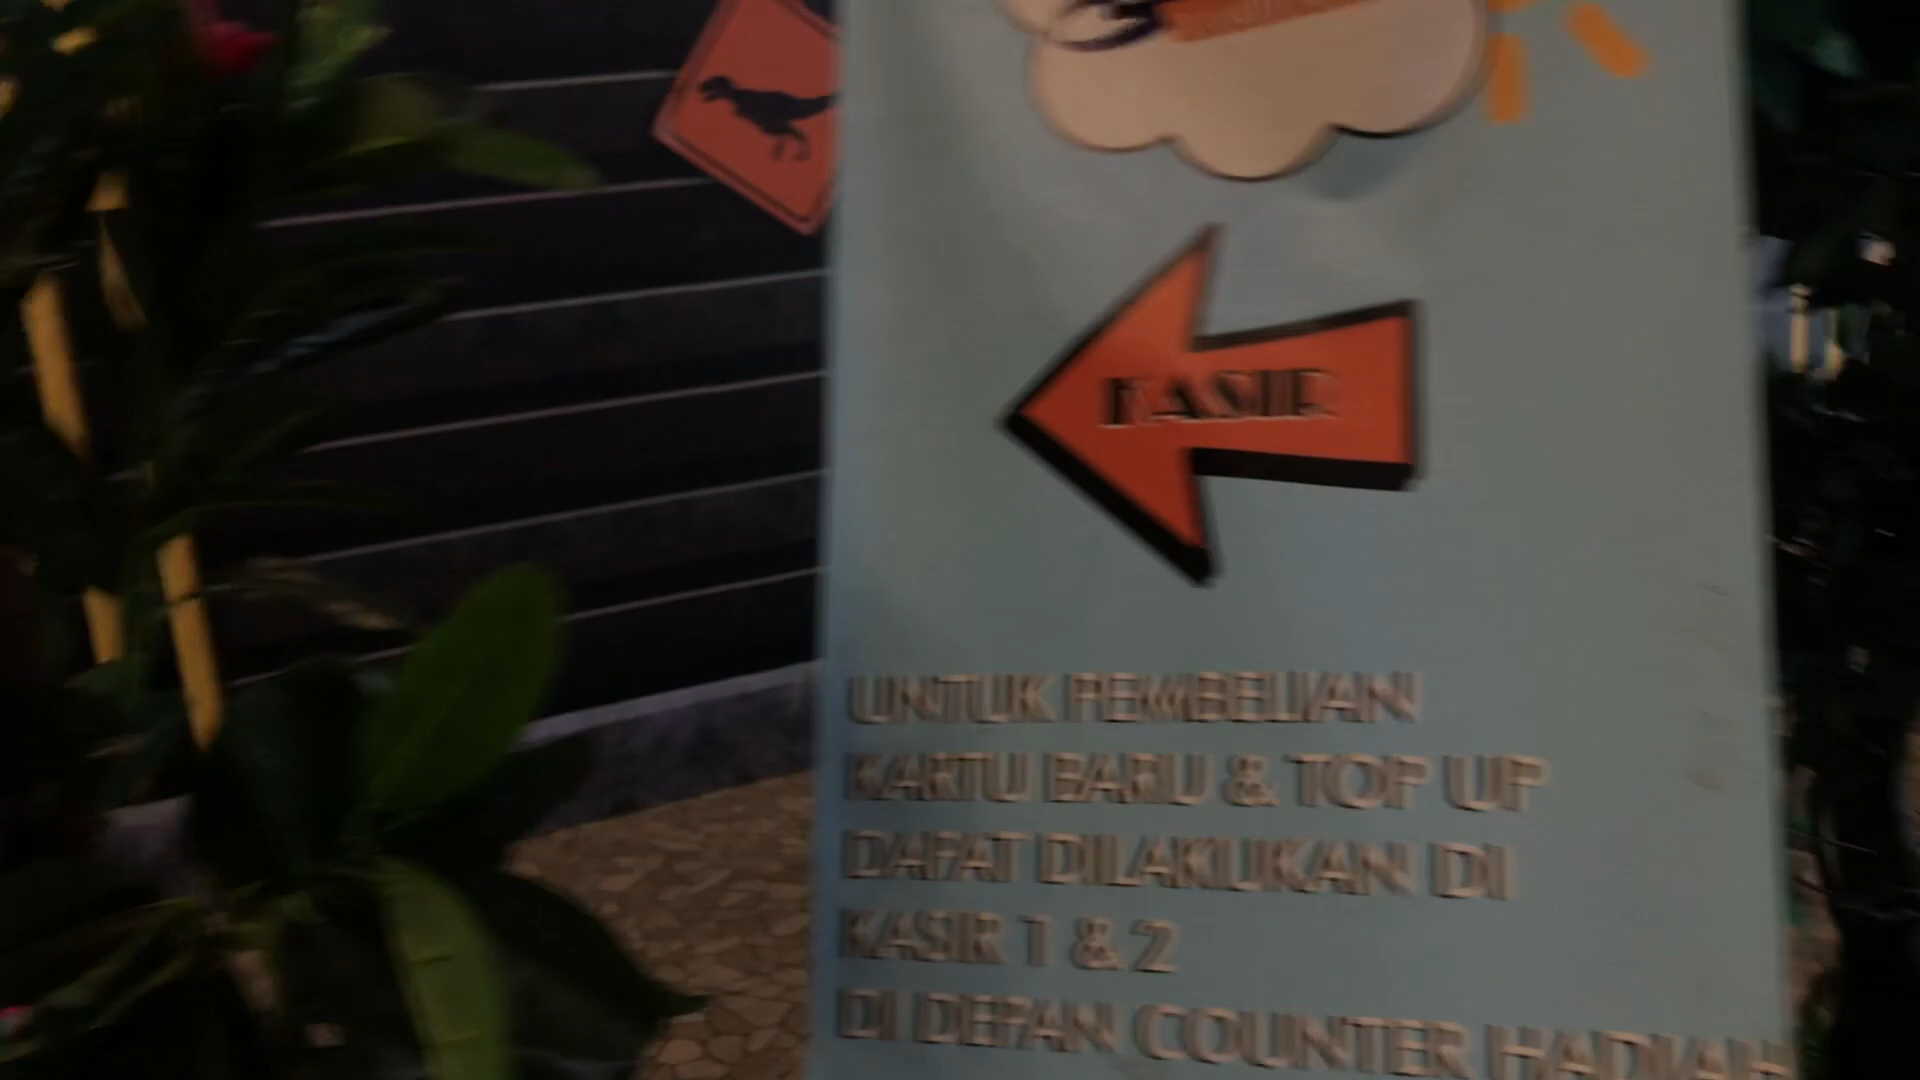 KASIR
UNTUK PEMBELIAN
KARTU BARU & TOP UP
DAPAT DILAKUKAN DI
KASIR 1 & 2
DI DEPAN COUNTER HADIAH